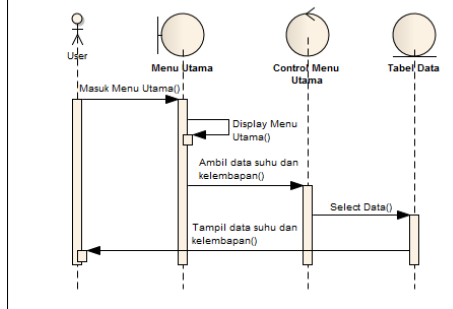 User
Menu Utama
Control Menu
Utama
Tabel Data
Masuk Menu Utama()
Display Menu
Utama()
Ambil data suhu dan
kelembapan()
Select Data()
Tampil data suhu dan
kelembapan()